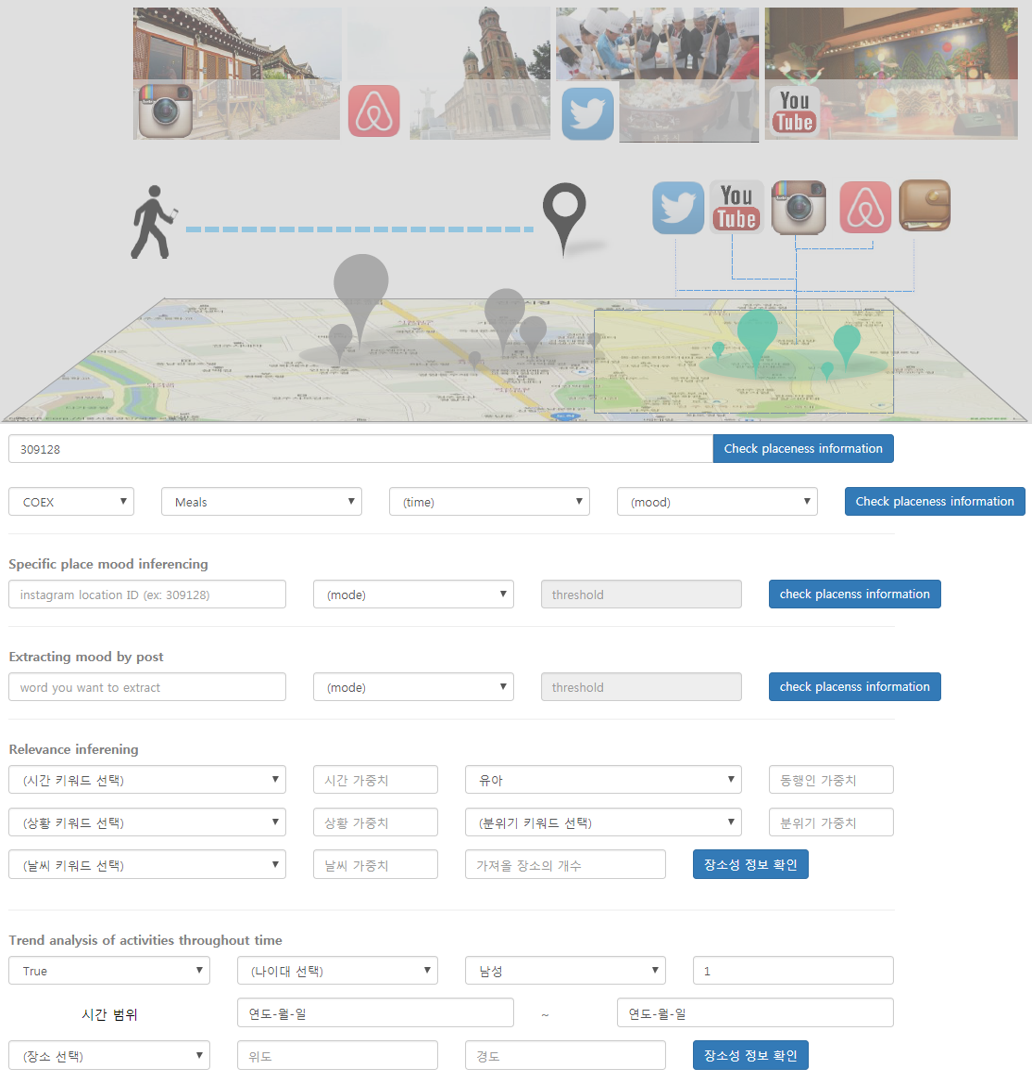 You
Tube
You
Tube
309128 Check placeness information
COEX Meals (time) (mood) Check placeness information
Specific place mood inferencing
instagram location ID (ex: 309128) (mode) threshold check placenss information
Extracting mood by post
word you want to extract (mode) threshold check placenss information
Relevance inferening
(시간 키워드 선택) 시간 가중치 유아 동행인 가중치
(상황 키워드 선택) 상황 가중치 (분위기 키워드 선택) 분위기 가중치
(날씨 키워드 선택) 날씨 가중치 가져올 장소의 개수 장소성 정보 확인
Trend analysis of activities throughout time
True (나이대 선택) 남성 1
시간 범위 연도-월-일 ~ 연도-월-일
(장소 선택) 위도 경도 장소성 정보 확인